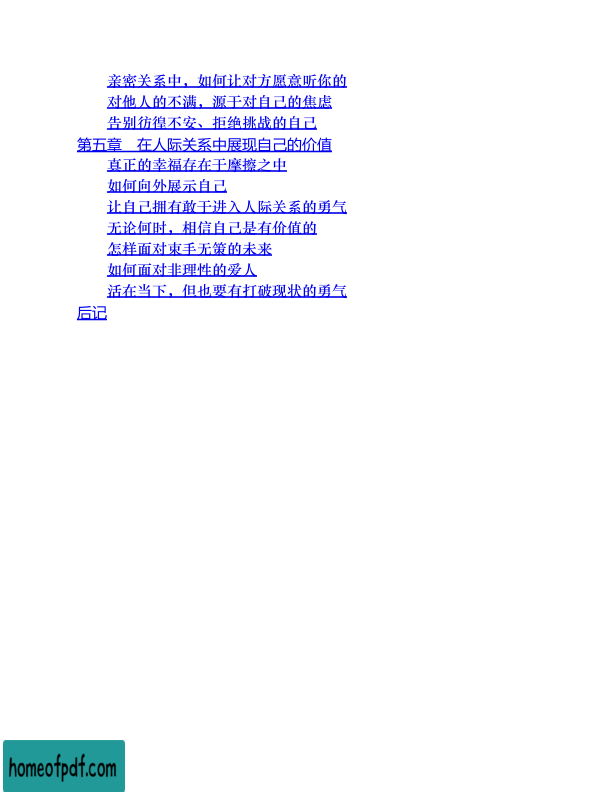 亲密关系中，如何让对方愿意听你的
对他人的不满，源于对自己的焦虑
告别彷徨不安、拒绝挑战的自己
第五章　在人际关系中展现自己的价值
真正的幸福存在于摩擦之中
如何向外展示自己
让自己拥有敢于进入人际关系的勇气
无论何时，相信自己是有价值的
怎样面对束手无策的未来
如何面对非理性的爱人
活在当下，但也要有打破现状的勇气
后记
homeofpdf.com